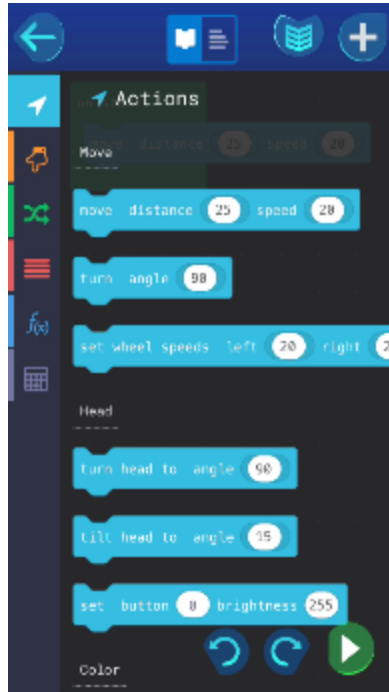 Actions
Move
move distance 25 speed 20
turn angle 90
set wheel speeds left 20 right
Head
turn head to angle 90
tilt head to angle 15
set button 0 brightness 255
Color
f(x)